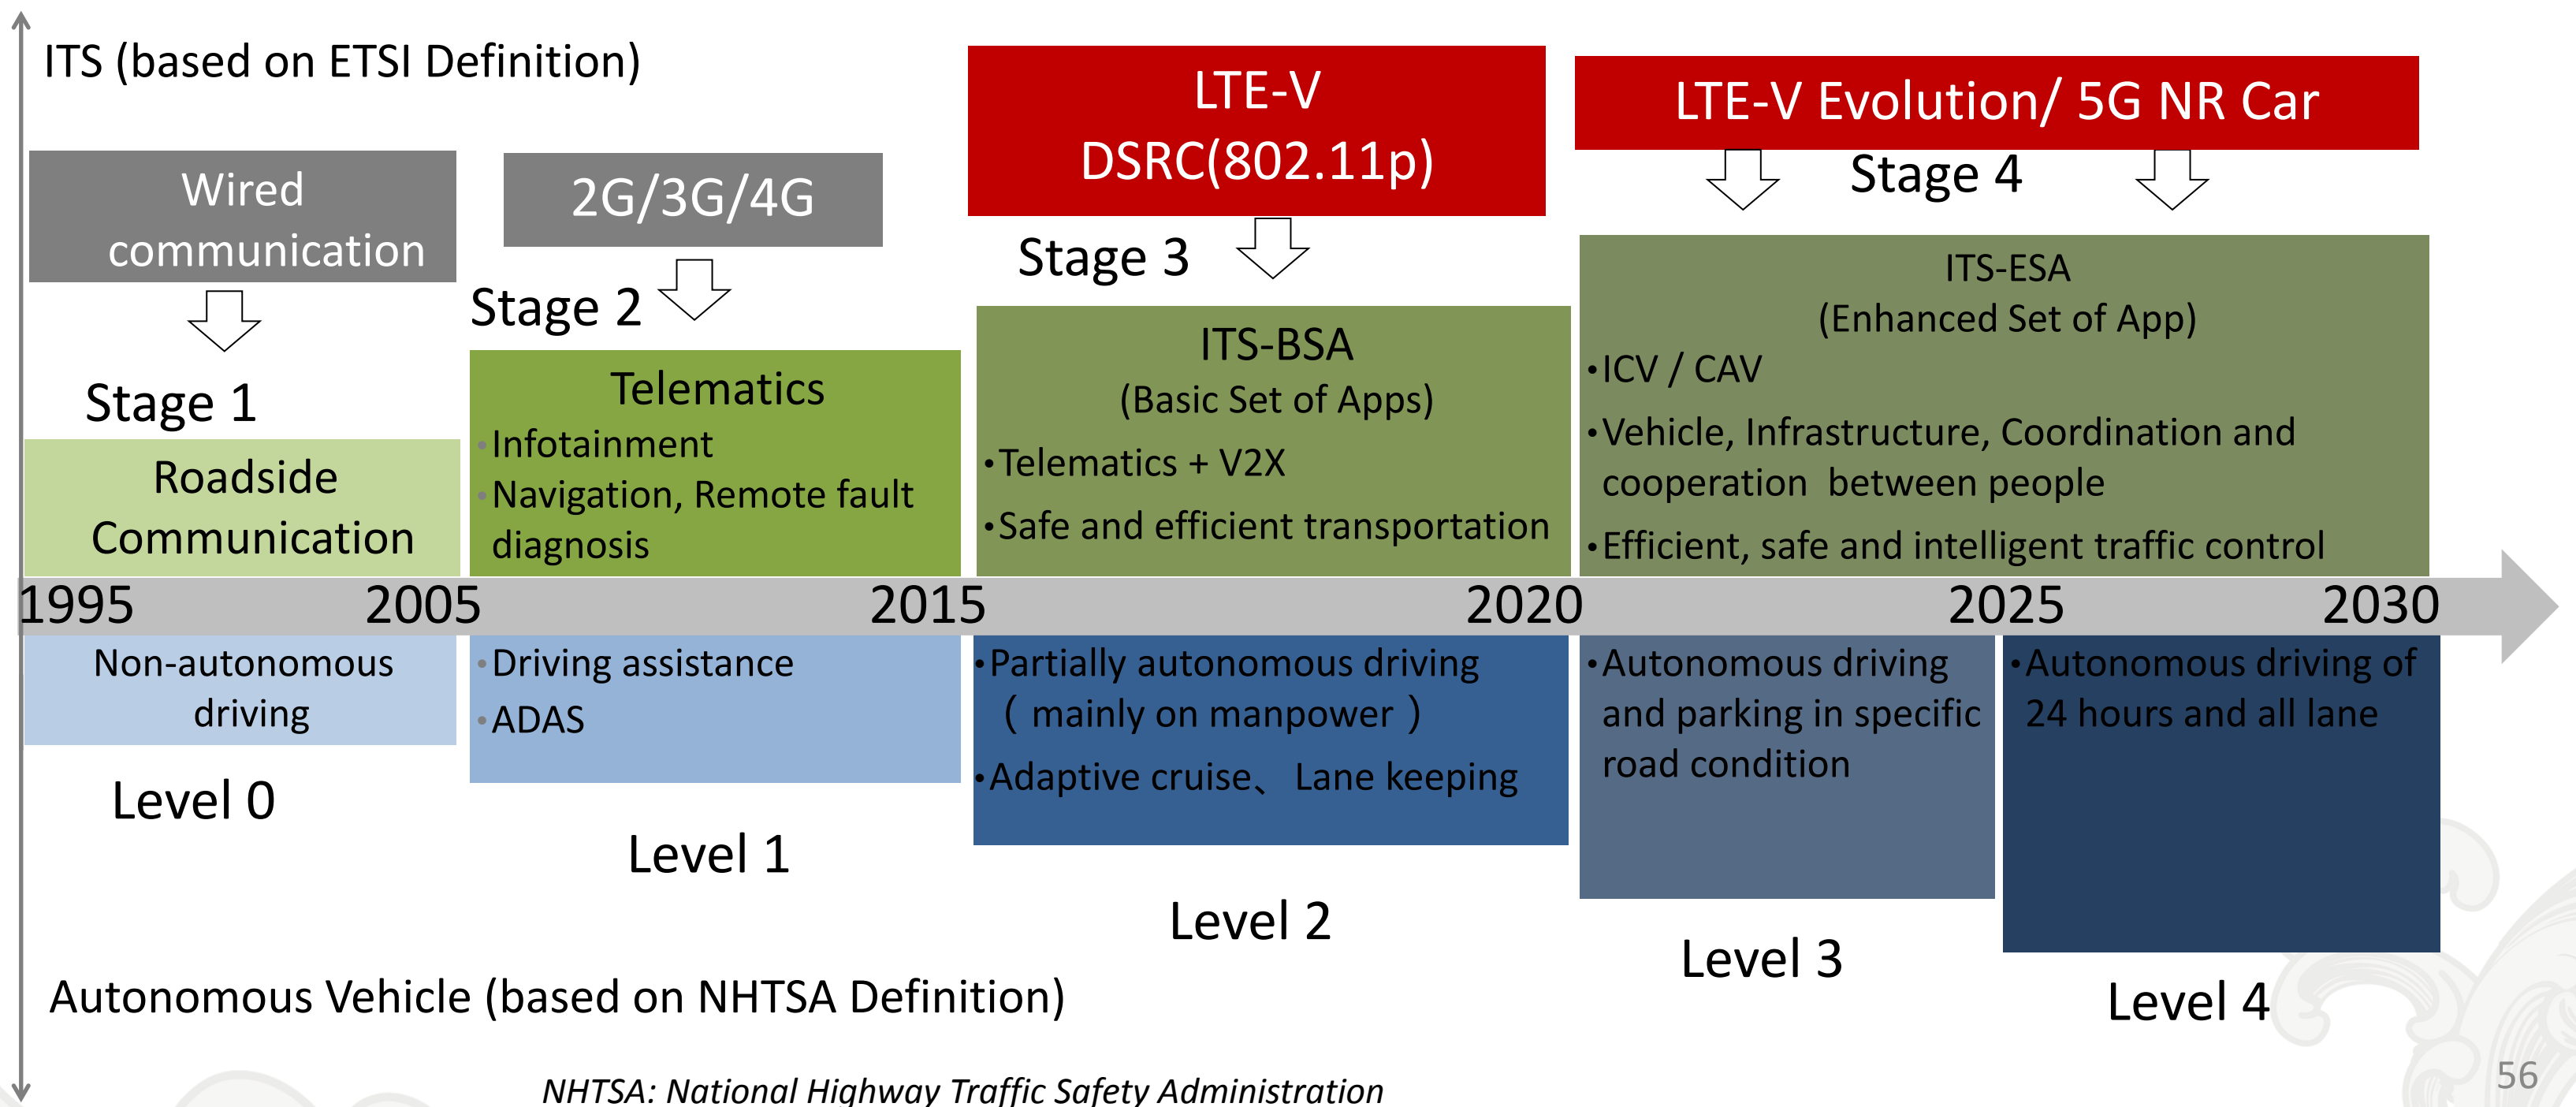 ITS (based on ETSI Definition)
Wired
communication
2G/3G/4G
LTE-V
DSRC(802.11p)
LTE-V Evolution/ 5G NR Car
Stage 1
Stage 2
Stage 3
Stage 4
Roadside
Communication
Telematics
•Infotainment
•Navigation, Remote fault
diagnosis
ITS-BSA
(Basic Set of Apps)
•Telematics + V2X
•Safe and efficient transportation
ITS-ESA
(Enhanced Set of App)
•ICV / CAV
•Vehicle, Infrastructure, Coordination and
cooperation between people
•Efficient, safe and intelligent traffic control
1995
2005
2015
2020
2025
2030
Non-autonomous
driving
•Driving assistance
•ADAS
•Partially autonomous driving
（ mainly on manpower ）
•Adaptive cruise、 Lane keeping
•Autonomous driving
and parking in specific
road condition
•Autonomous driving of
24 hours and all lane
Level 0
Level 1
Level 2
Level 3
Level 4
Autonomous Vehicle (based on NHTSA Definition)
NHTSA: National Highway Traffic Safety Administration
56